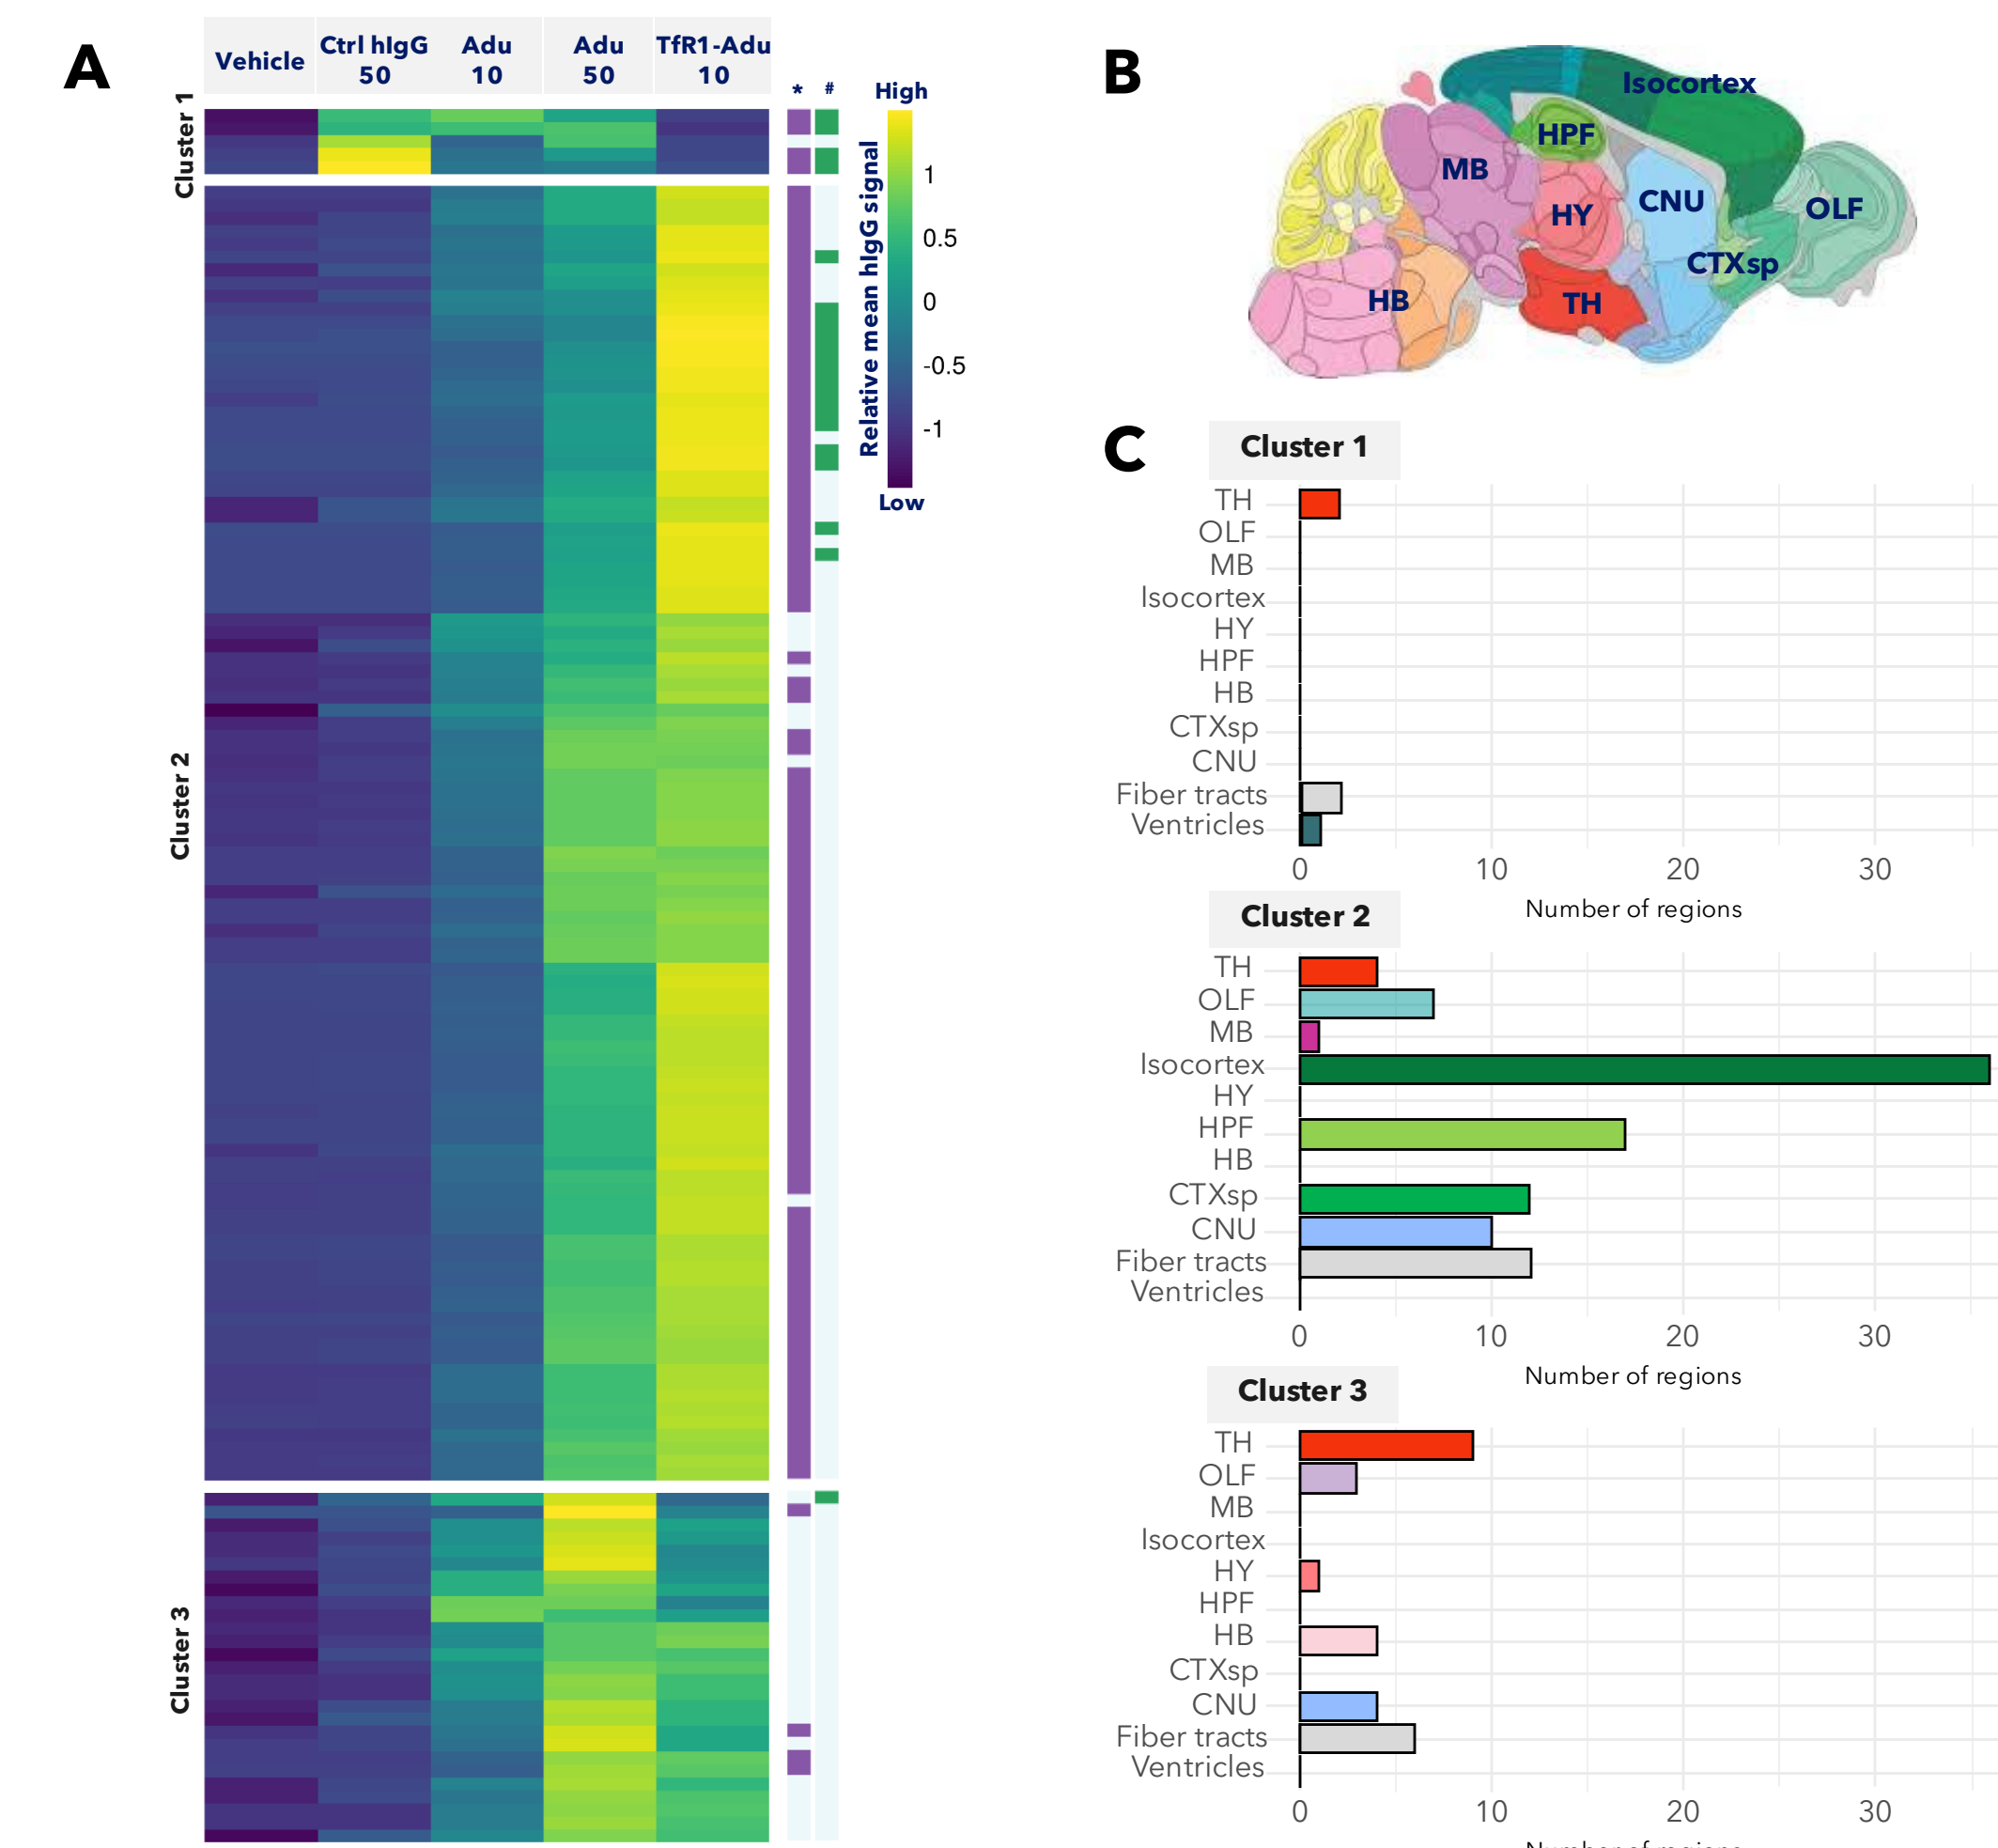 A
Vehicle
Ctrl hIgG
50
Adu
10
Adu
50
TfR1-Adu
10
*
#
High
1
0.5
0
-0.5
-1
Low
Relative mean hIgG signal
Cluster 1
Cluster 2
Cluster 3
B
Isocortex
HPF
MB
CNU
HY
OLF
CTXsp
HB
TH
C
Cluster 1
TH
OLF
MB
Isocortex
HY
HPF
HB
CTXsp
CNU
Fiber tracts
Ventricles
0 10 20 30
Number of regions
Cluster 2
TH
OLF
MB
Isocortex
HY
HPF
HB
CTXsp
CNU
Fiber tracts
Ventricles
0 10 20 30
Number of regions
Cluster 3
TH
OLF
MB
Isocortex
HY
HPF
HB
CTXsp
CNU
Fiber tracts
Ventricles
0 10 20 30